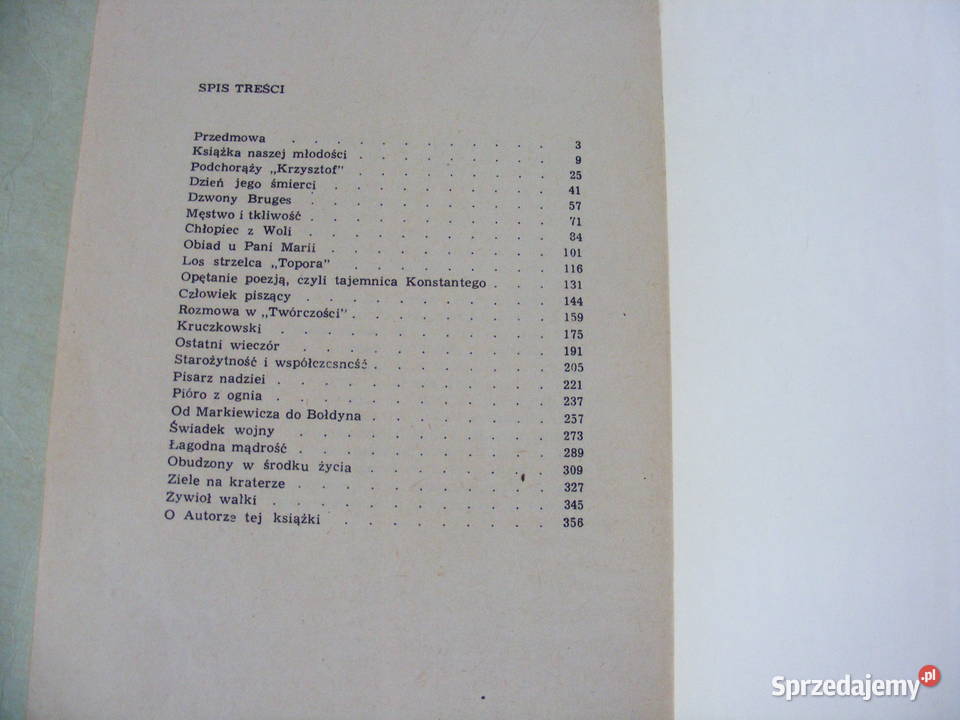 SPIS TREŚCI
Przedmowa . . . . . . . . . . . . 3
Książka naszej młodości . . . . . . . . . 9
Podchorąży „Krzysztof” . . . . . . . . . 25
Dzień jego śmierci . . . . . . . . . . 41
Dzwony Bruges . . . . . . . . . . . 57
Męstwo i tkliwość . . . . . . . . . . . 71
Chłopiec z Woli . . . . . . . . . . . 84
Obiad u Pani Marii . . . . . . . . . . 101
Los strzelca „Topora” . . . . . . . . . 116
Opętanie poezją, czyli tajemnica Konstantego . . . 131
Człowiek piszący . . . . . . . . . . . 144
Rozmowa w „Twórczości” . . . . . . . . . 159
Kruczkowski . . . . . . . . . . . . 175
Ostatni wieczór . . . . . . . . . . . 191
Starożytność i współczesność . . . . . . . . 205
Pisarz nadziei . . . . . . . . . . . . 221
Pióro z ognia . . . . . . . . . . . . 237
Od Markiewicza do Bołdyna . . . . . . . . 257
Świadek wojny . . . . . . . . . . . 273
Łagodna mądrość . . . . . . . . . . . 289
Obudzony w środku życia . . . . . . . . 309
Ziele na kraterze . . . . . . . . . . . 327
Żywioł walki . . . . . . . . . . . . 345
O Autorze tej książki . . . . . . . . . 356
Sprzedajemy.pl